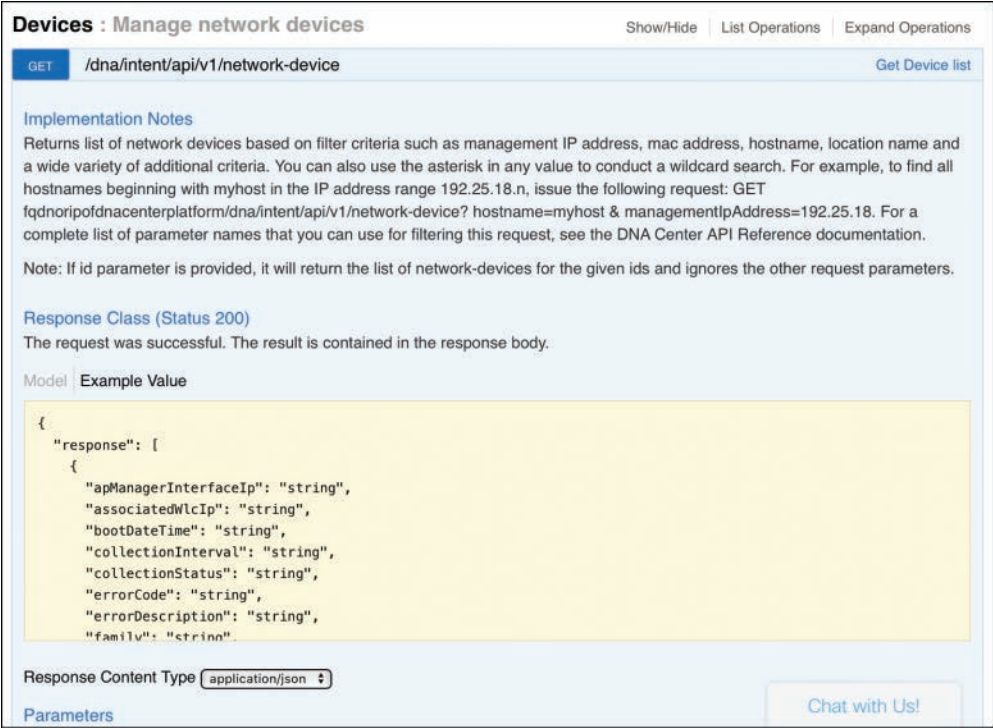 Devices : Manage network devices
Show/Hide List Operations Expand Operations
GET /dna/intent/api/v1/network-device Get Device list
Implementation Notes
Returns list of network devices based on filter criteria such as management IP address, mac address, hostname, location name and
a wide variety of additional criteria. You can also use the asterisk in any value to conduct a wildcard search. For example, to find all
hostnames beginning with myhost in the IP address range 192.25.18.n, issue the following request: GET
fqdnoripofdnacenterplatform/dna/intent/api/v1/network-device? hostname=myhost & managementIpAddress=192.25.18. For a
complete list of parameter names that you can use for filtering this request, see the DNA Center API Reference documentation.
Note: If id parameter is provided, it will return the list of network-devices for the given ids and ignores the other request parameters.
Response Class (Status 200)
The request was successful. The result is contained in the response body.
Model Example Value
{
"response": [
{
"apManagerInterfaceIp": "string",
"associatedWlcIp": "string",
"bootDateTime": "string",
"collectionInterval": "string",
"collectionStatus": "string",
"errorCode": "string",
"errorDescription": "string",
"family": "string",
Response Content Type application/json
Parameters
Chat with Us!